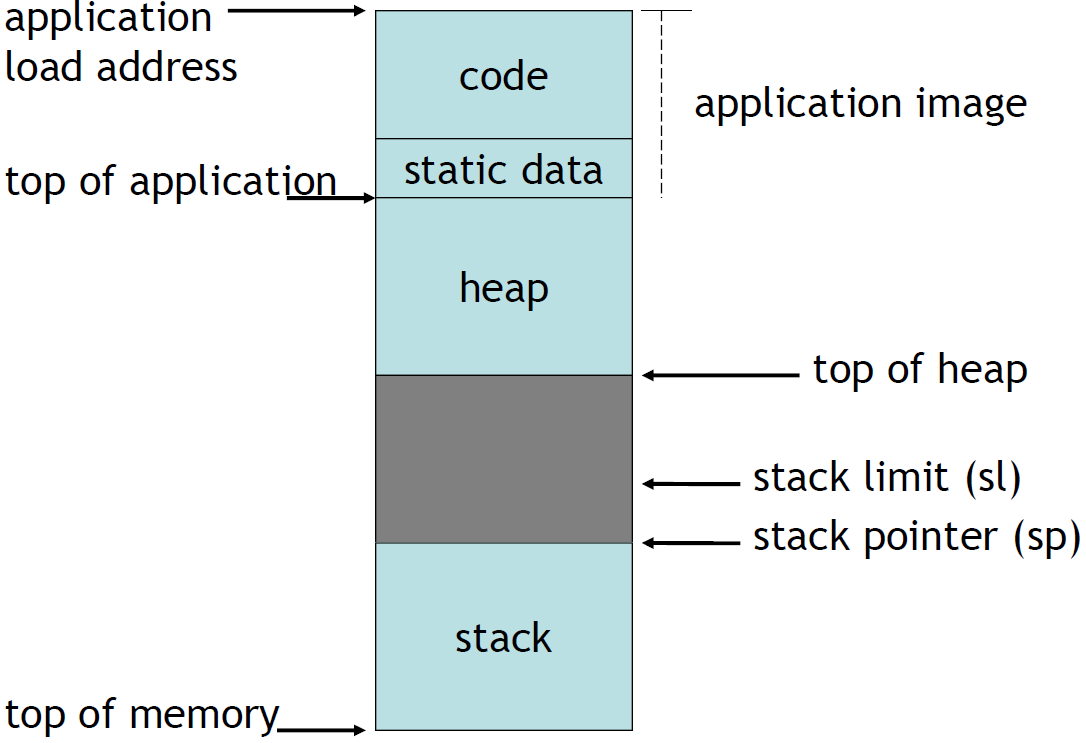 application
load address
code
application image
static data
top of application
heap
top of heap
stack limit (sl)
stack pointer (sp)
stack
top of memory